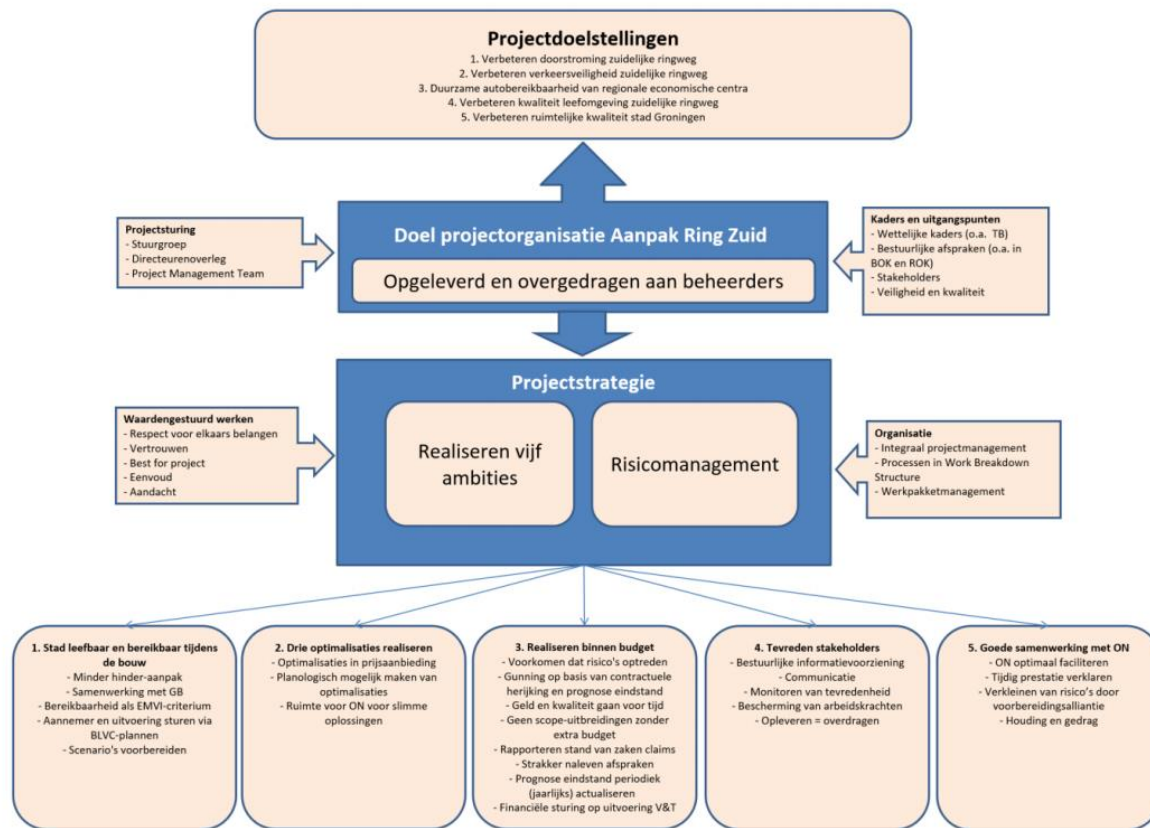 Projectdoelstellingen
1. Verbeteren doorstroming zuidelijke ringweg
2. Verbeteren verkeersveiligheid zuidelijke ringweg
3. Duurzame autobereikbaarheid van regionale economische centra
4. Verbeteren kwaliteit leefomgeving zuidelijke ringweg
5. Verbeteren ruimtelijke kwaliteit stad Groningen
Projectsturing
- Stuurgroep
- Directeurenoverleg
- Project Management Team
Doel projectorganisatie Aanpak Ring Zuid
Opgeleverd en overgedragen aan beheerders
Kaders en uitgangspunten
- Wettelijke kaders (o.a. TB)
- Bestuurlijke afspraken (o.a. in
BOK en ROK)
- Stakeholders
- Veiligheid en kwaliteit
Projectstrategie
Waardengestuurd werken
- Respect voor elkaars belangen
- Vertrouwen
- Best for project
- Eenvoud
- Aandacht
Realiseren vijf
ambities
Risicomanagement
Organisatie
- Integraal projectmanagement
- Processen in Work Breakdown
Structure
- Werkpakketmanagement
1. Stad leefbaar en bereikbaar tijdens
de bouw
- Minder hinder-aanpak
- Samenwerking met GB
- Bereikbaarheid als EMVI-criterium
- Aannemer en uitvoering sturen via
BLVC-plannen
- Scenario's voorbereiden
2. Drie optimalisaties realiseren
- Optimalisaties in prijsaanbieding
- Planologisch mogelijk maken van
optimalisaties
- Ruimte voor ON voor slimme
oplossingen
3. Realiseren binnen budget
- Voorkomen dat risico's optreden
- Gunning op basis van contractuele
herijking en prognose eindstand
- Geld en kwaliteit gaan voor tijd
- Geen scope-uitbreidingen zonder
extra budget
- Rapporteren stand van zaken claims
- Strakker naleven afspraken
- Prognose eindstand periodiek
(jaarlijks) actualiseren
- Financiële sturing op uitvoering V&T
4. Tevreden stakeholders
- Bestuurlijke informatievoorziening
- Communicatie
- Monitoren van tevredenheid
- Bescherming van arbeidskrachten
- Opleveren = overdragen
5. Goede samenwerking met ON
- ON optimaal faciliteren
- Tijdig prestatie verklaren
- Verkleinen van risico's door
voorbereidingsalliantie
- Houding en gedrag